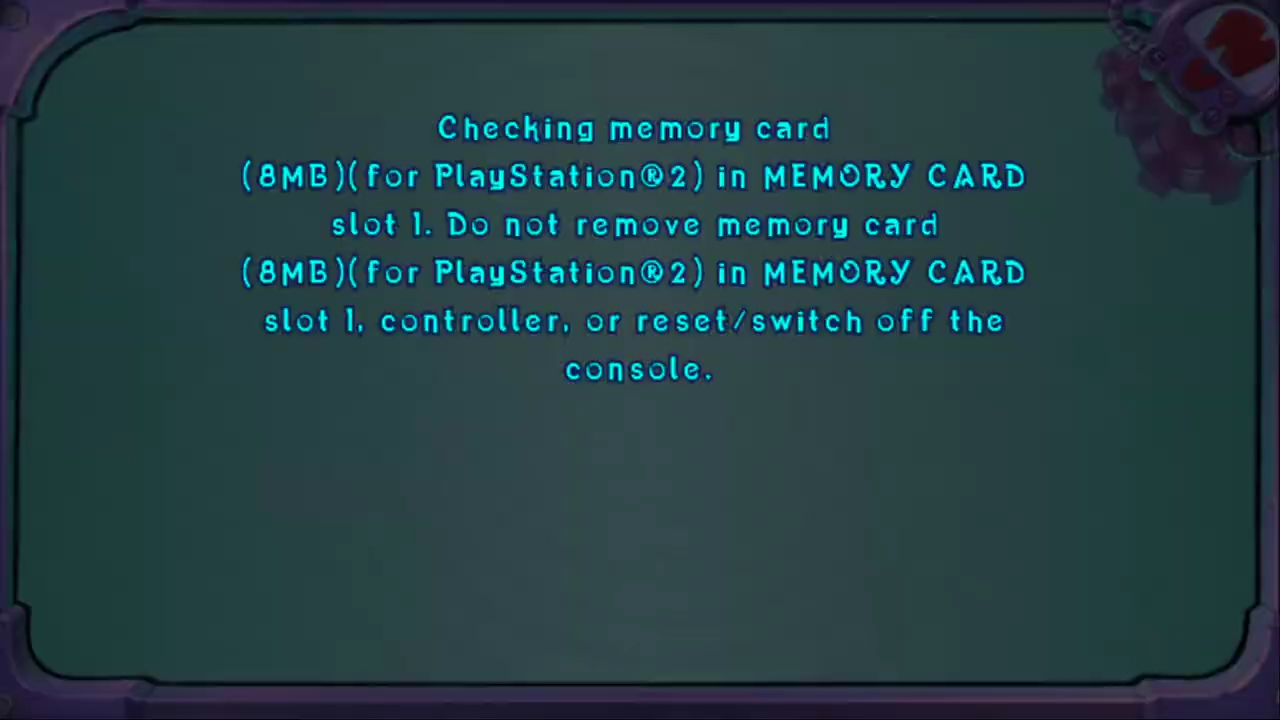 Checking memory card
(8MB)(for PlayStation®2) in MEMORY CARD
slot 1. Do not remove memory card
(8MB)(for PlayStation®2) in MEMORY CARD
slot 1, controller, or reset/switch off the
console.